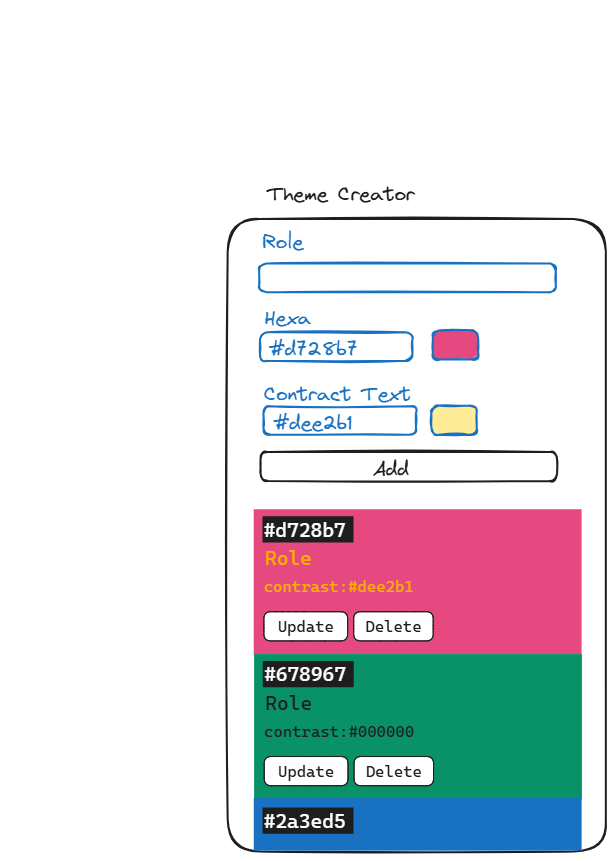 Theme Creator
Role
Hexa
#d728b7
Contract Text
#dee2b1
Add
#d728b7
Role
contrast:#dee2b1
Update Delete
#678967
Role
contrast:#000000
Update Delete
#2a3ed5